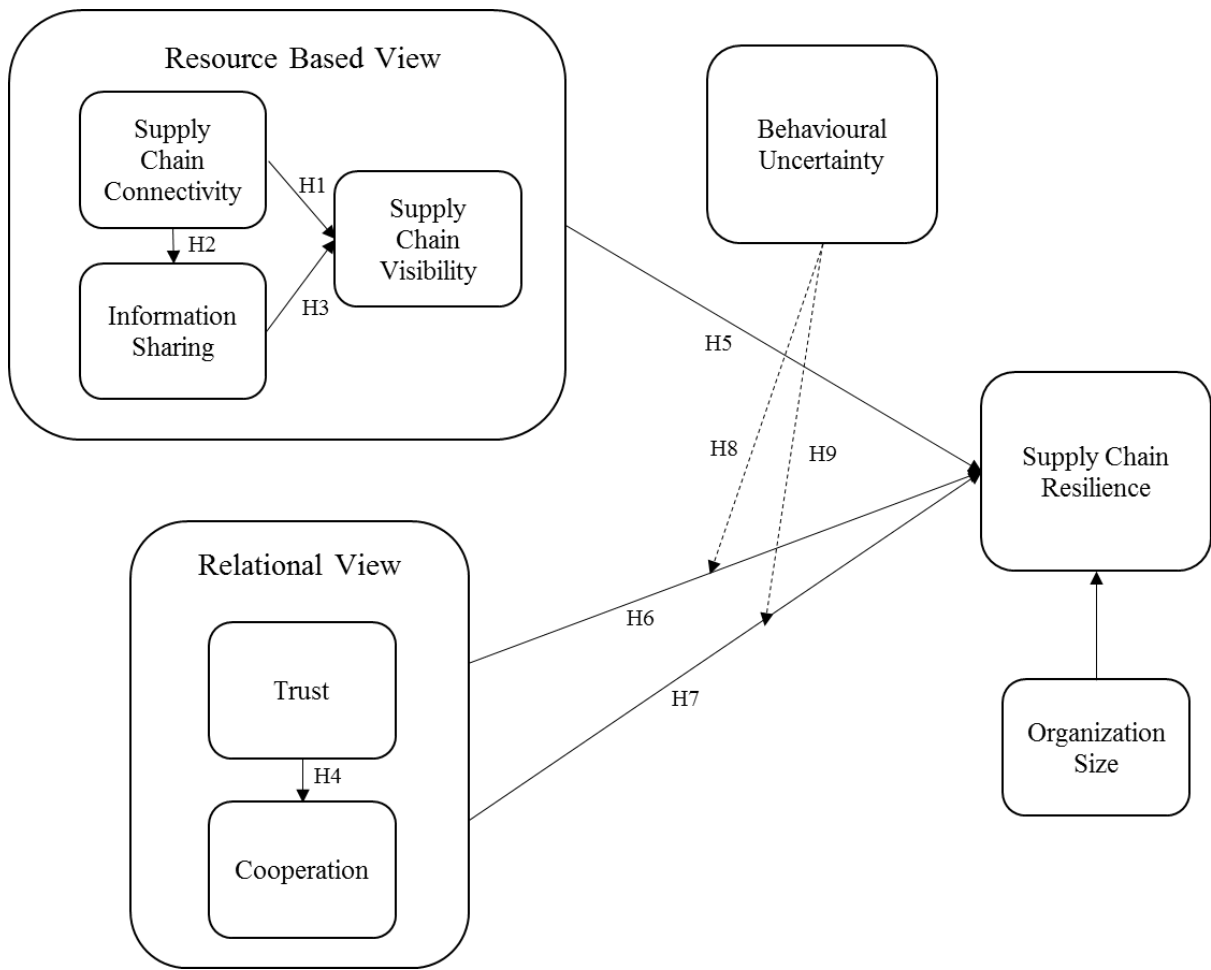 Resource Based View
Supply
Chain
Connectivity
H1
Supply
Chain
Visibility
H2
Information
Sharing
H3
Behavioural
Uncertainty
H5
H8
H9
Supply Chain
Resilience
Relational View
Trust
H4
Cooperation
H6
H7
Organization
Size